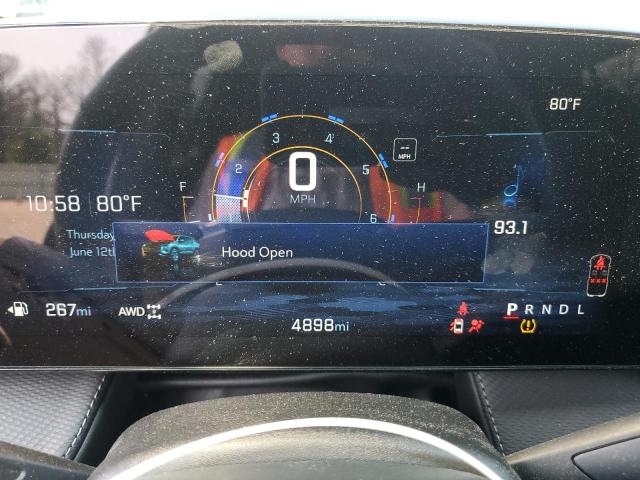 80°F
3 4
2 0 5
MPH
-- MPH
F H
6
10:58 80°F
Thursday
June 12th
Hood Open
93.1
267mi AWD
4898mi
P R N D L